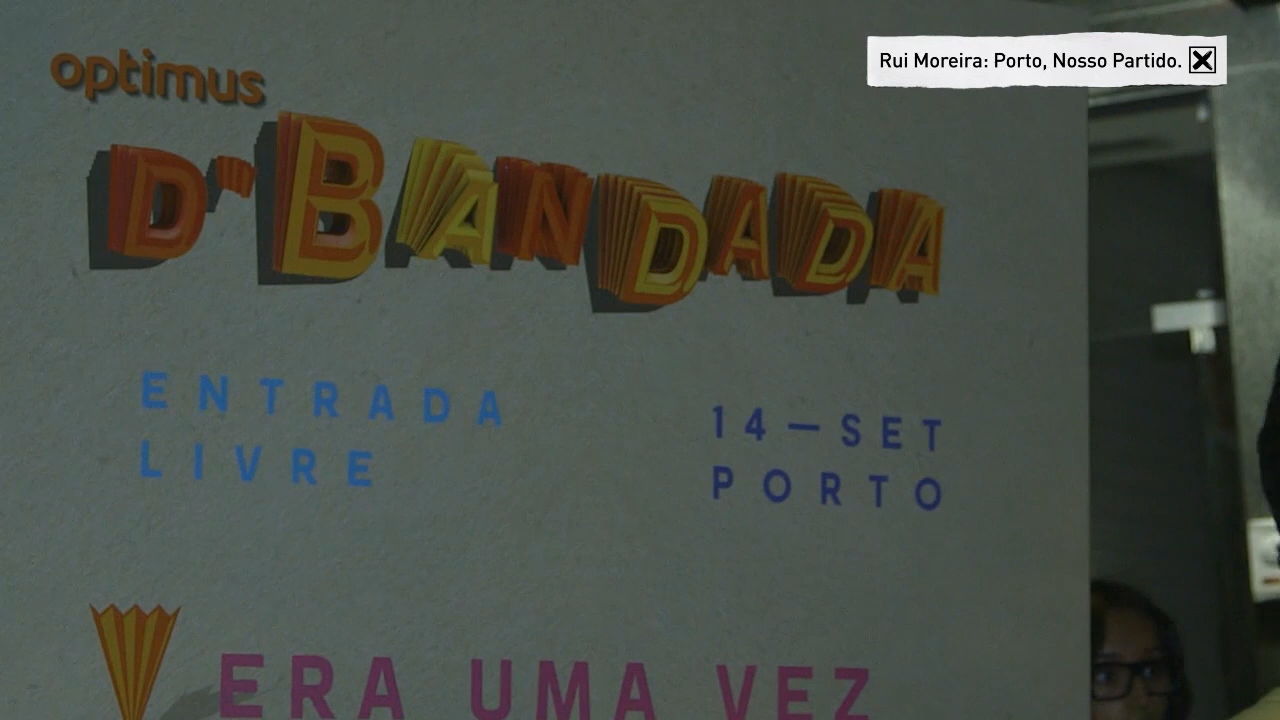 optimus
Rui Moreira: Porto, Nosso Partido.
D'BANDADA
ENTRADA
LIVRE
14—SET
PORTO
ERA UMA VEZ